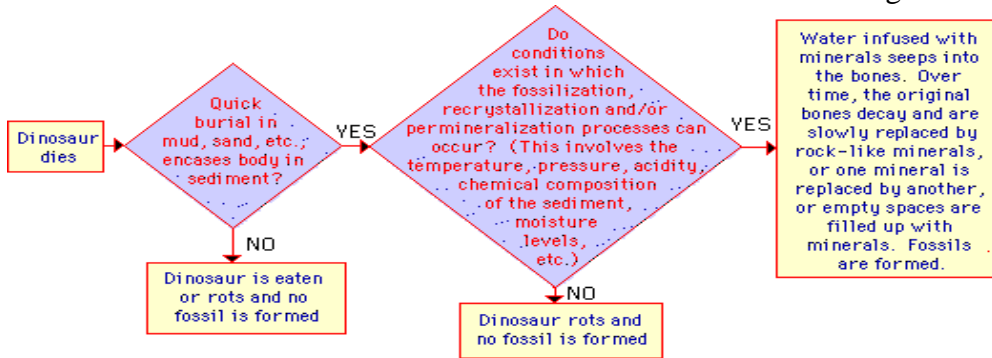 Dinosaur
dies
Quick
burial in
mud, sand, etc.,
encases body in
sediment?
YES
NO
Dinosaur is eaten
or rots and no
fossil is formed
Do
conditions
exist in which
the fossilization,
recrystallization and/or
permineralization processes can
occur? (This involves the
temperature, pressure, acidity,
chemical composition
of the sediment,
moisture
levels,
etc.)
YES
NO
Dinosaur rots and
no fossil is formed
Water infused with
minerals seeps into
the bones. Over
time, the original
bones decay and are
slowly replaced by
rock-like minerals,
or one mineral is
replaced by another,
or empty spaces are
filled up with
minerals. Fossils
are formed.